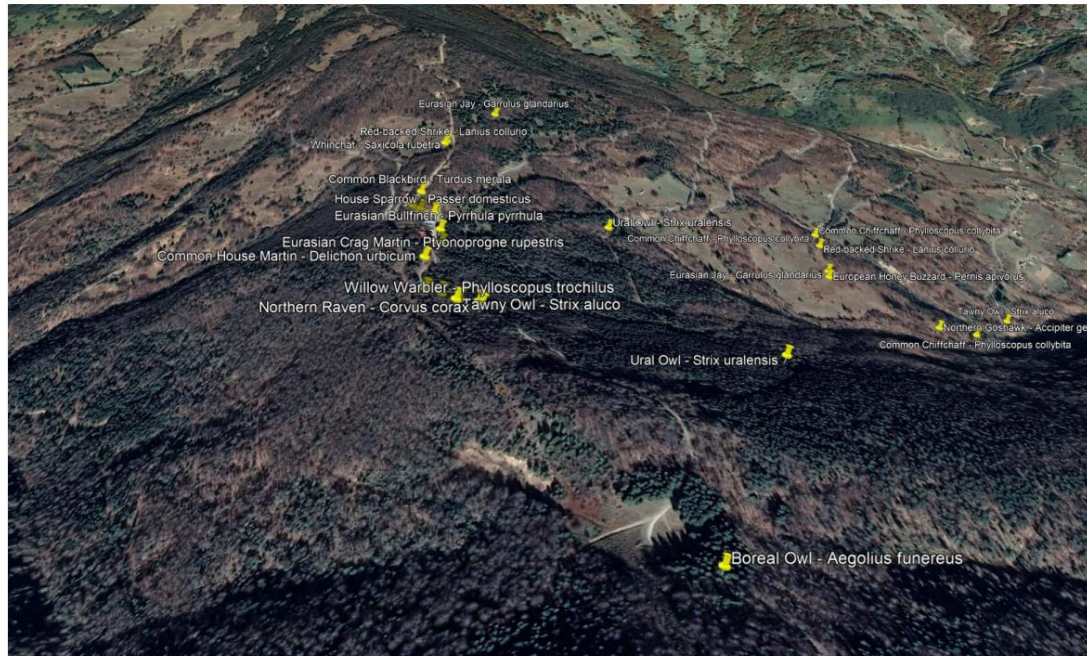 Eurasian Jay - Garrulus glandarius
Red-backed Shrike - Lanius collurio
Whinchat - Saxicola rubetra
Common Blackbird - Turdus merula
House Sparrow - Passer domesticus
Eurasian Bullfinch - Pyrrhula pyrrhula
Ural Owl - Strix uralensis
Common Chiffchaff - Phylloscopus collybita
Common Chiffchaff - Phylloscopus collybita
Eurasian Crag Martin - Ptyonoprogne rupestris
Red-backed Shrike - Lanius collurio
Common House Martin - Delichon urbicum
Eurasian Jay - Garrulus glandarius
European Honey Buzzard - Pernis apivorus
Willow Warbler - Phylloscopus trochilus
Northern Raven - Corvus corax
Tawny Owl - Strix aluco
Tawny Owl - Strix aluco
Northern Goshawk - Accipiter ge
Common Chiffchaff - Phylloscopus collybita
Ural Owl - Strix uralensis
Boreal Owl - Aegolius funereus